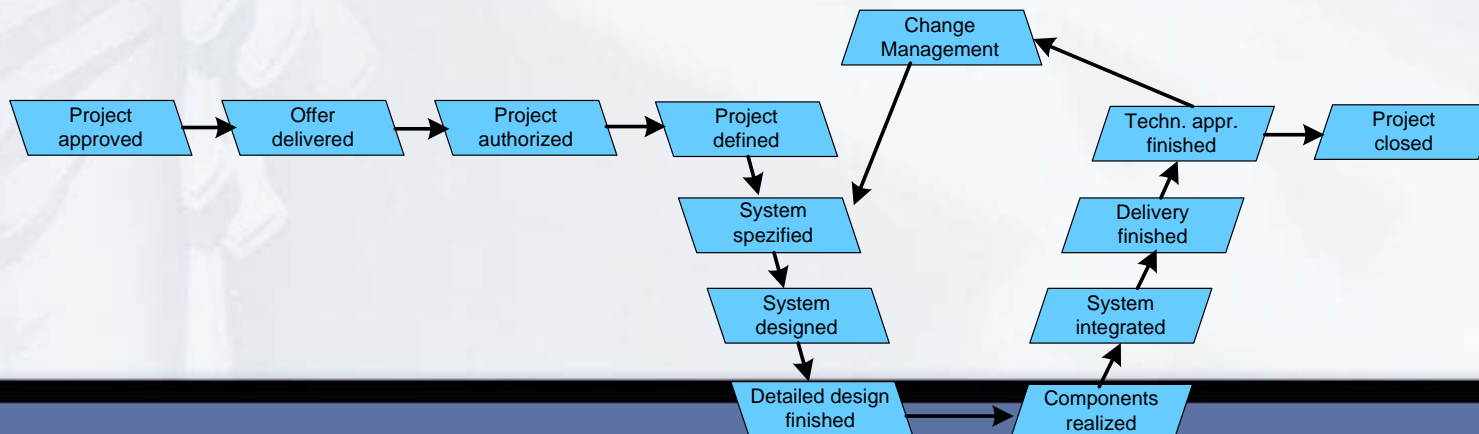 Change
Management
Project
approved
Offer
delivered
Project
authorized
Project
defined
Techn. appr.
finished
Project
closed
System
spezified
Delivery
finished
System
designed
System
integrated
Detailed design
finished
Components
realized